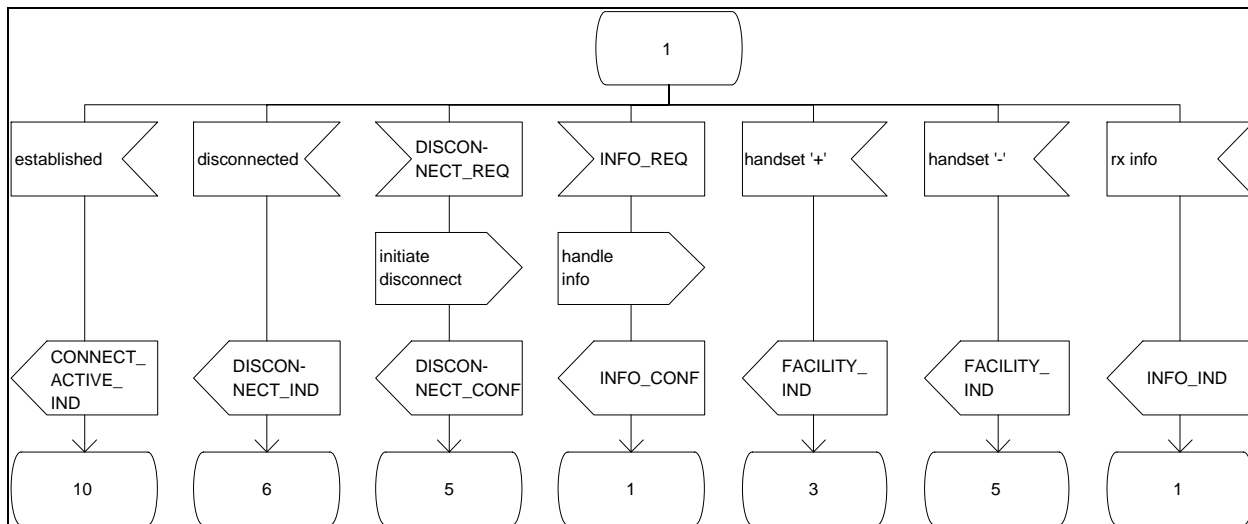 1
established
disconnected
DISCON-
NECT_REQ
INFO_REQ
handset '+'
handset '-'
rx info
initiate
disconnect
handle
info
CONNECT_
ACTIVE_
IND
DISCON-
NECT_IND
DISCON-
NECT_CONF
INFO_CONF
FACILITY_
IND
FACILITY_
IND
INFO_IND
10
6
5
1
3
5
1